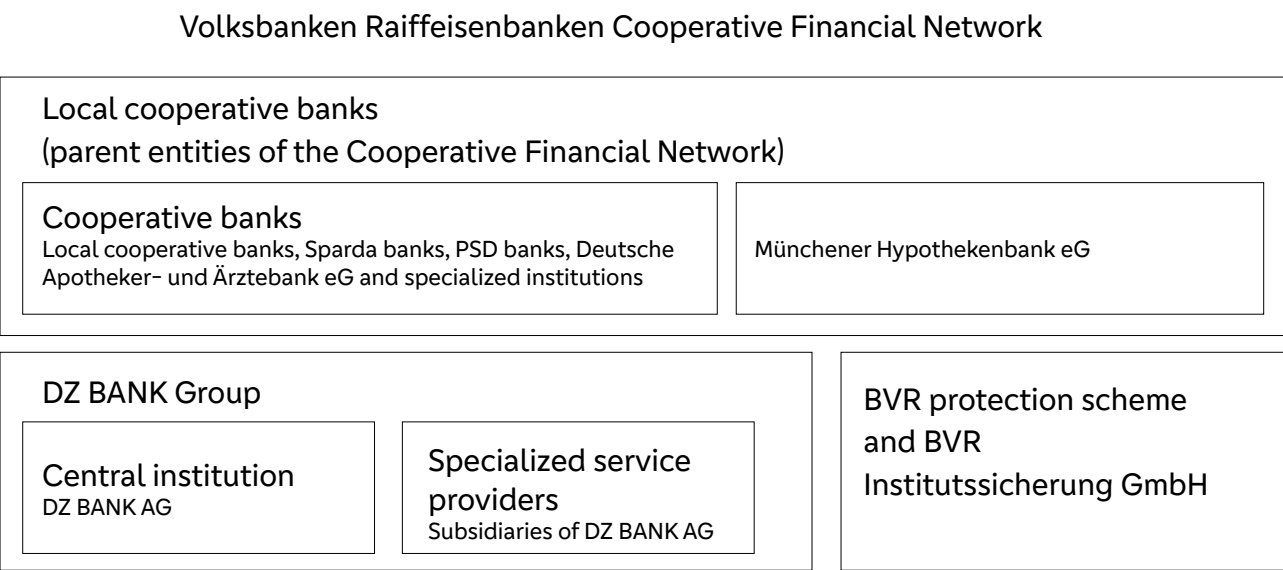 Volksbanken Raiffeisenbanken Cooperative Financial Network
Local cooperative banks
(parent entities of the Cooperative Financial Network)
Cooperative banks
Local cooperative banks, Sparda banks, PSD banks, Deutsche
Apotheker- und Ärztebank eG and specialized institutions
Münchener Hypothekenbank eG
DZ BANK Group
Central institution
DZ BANK AG
Specialized service
providers
Subsidiaries of DZ BANK AG
BVR protection scheme
and BVR
Institutssicherung GmbH